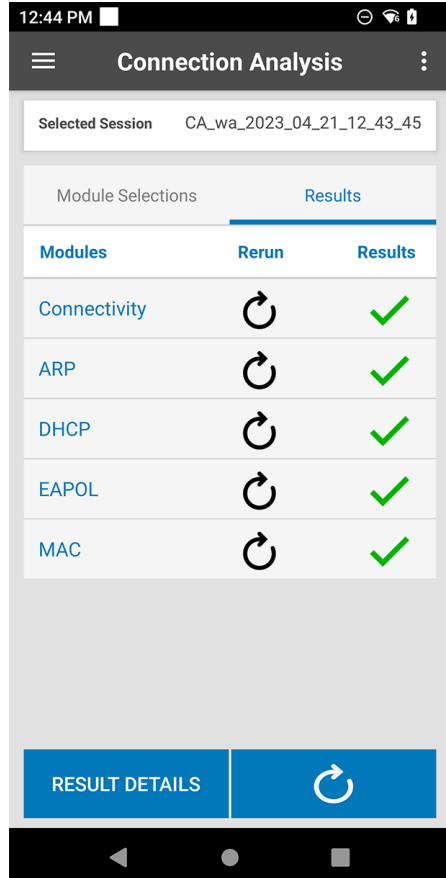 12:44 PM
6
Connection Analysis
Selected Session CA_wa_2023_04_21_12_43_45
Module Selections Results
Modules Rerun Results
Connectivity
ARP
DHCP
EAPOL
MAC
RESULT DETAILS